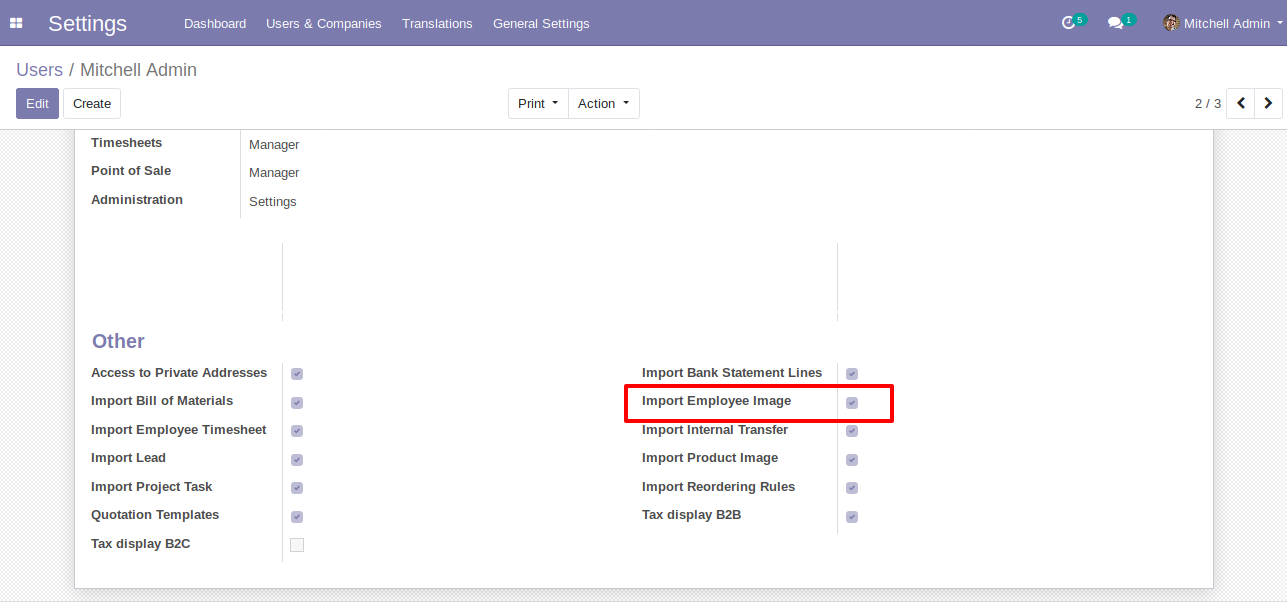 Settings Dashboard Users & Companies Translations General Settings 5 1 Mitchell Admin
Users / Mitchell Admin
Edit Create Print Action 2 / 3
Timesheets Manager
Point of Sale Manager
Administration Settings
Other
Access to Private Addresses Import Bank Statement Lines
Import Bill of Materials Import Employee Image
Import Employee Timesheet Import Internal Transfer
Import Lead Import Product Image
Import Project Task Import Reordering Rules
Quotation Templates Tax display B2B
Tax display B2C